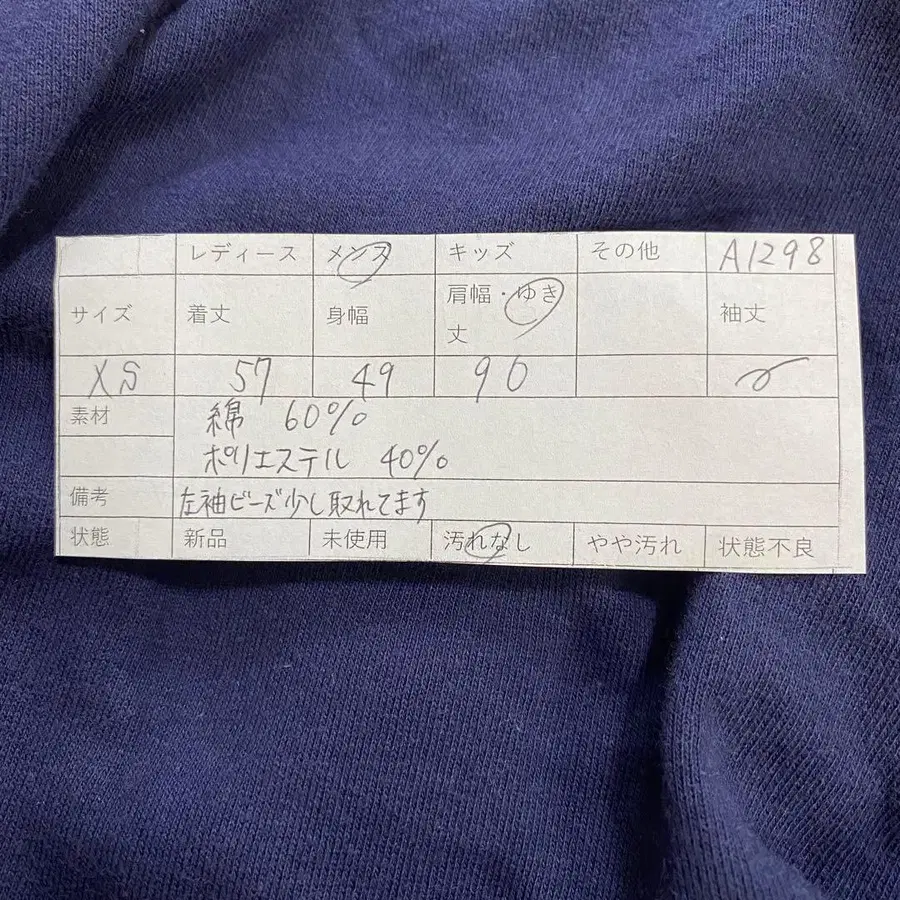 レディース メンズ キッズ その他 A1298
サイズ 着丈 身幅 肩幅・ゆき丈 袖丈
XS 57 49 90
素材 綿 60%
ポリエステル 40%
備考 左袖ビーズ少し取れてます
状態 新品 未使用 汚れなし やや汚れ 状態不良